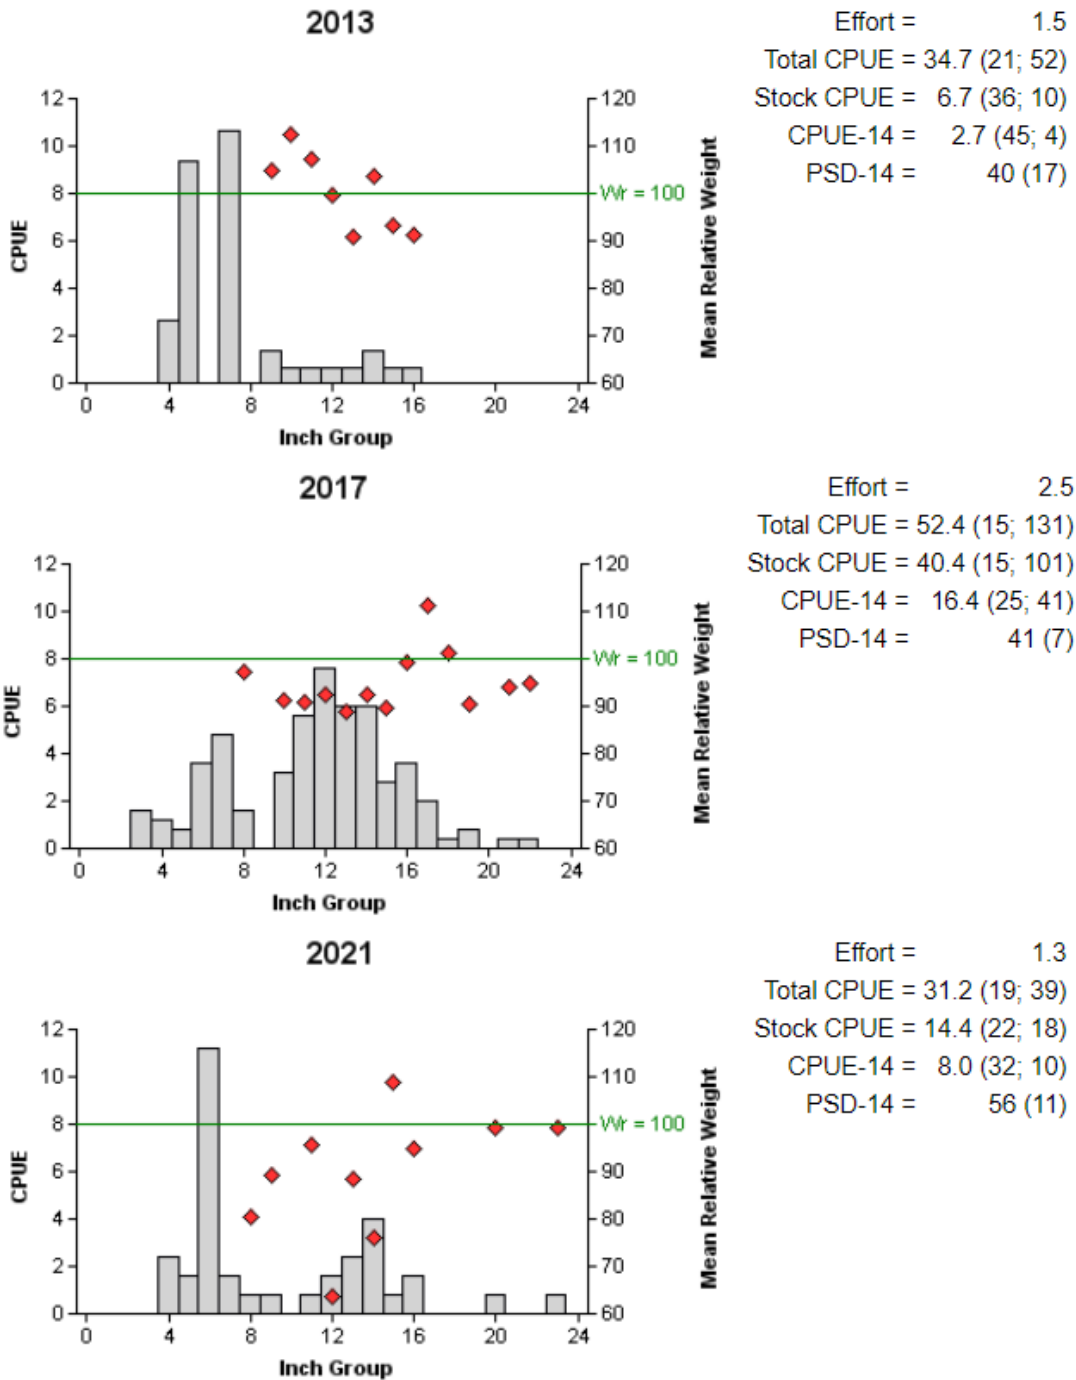 2013
Effort = 1.5
Total CPUE = 34.7 (21; 52)
Stock CPUE = 6.7 (36; 10)
CPUE-14 = 2.7 (45; 4)
PSD-14 = 40 (17)
CPUE
12
10
8
6
4
2
0
120
110
Wr = 100
90
80
70
60
Mean Relative Weight
0 4 8 12 16 20 24
Inch Group
2017
Effort = 2.5
Total CPUE = 52.4 (15; 131)
Stock CPUE = 40.4 (15; 101)
CPUE-14 = 16.4 (25; 41)
PSD-14 = 41 (7)
CPUE
12
10
8
6
4
2
0
120
110
Wr = 100
90
80
70
60
Mean Relative Weight
0 4 8 12 16 20 24
Inch Group
2021
Effort = 1.3
Total CPUE = 31.2 (19; 39)
Stock CPUE = 14.4 (22; 18)
CPUE-14 = 8.0 (32; 10)
PSD-14 = 56 (11)
CPUE
12
10
8
6
4
2
0
120
110
Wr = 100
90
80
70
60
Mean Relative Weight
0 4 8 12 16 20 24
Inch Group